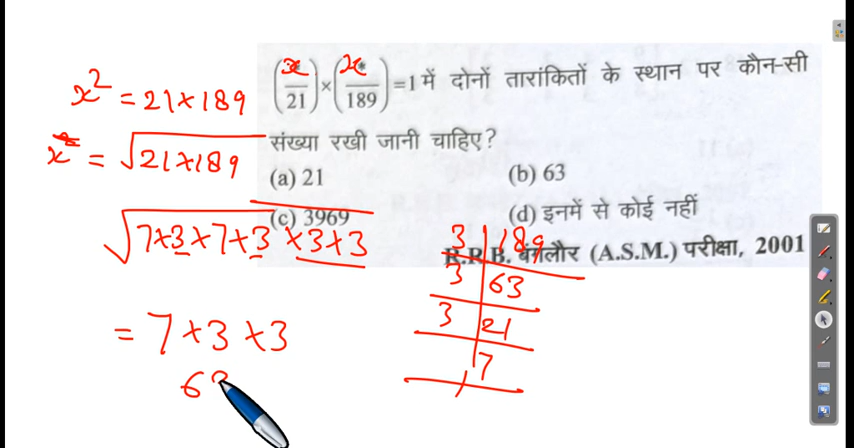 x² = 21×189
(x/21) × (x/189) = 1 में दोनों तारांकितों के स्थान पर कौन-सी
x = √21×189
संख्या रखी जानी चाहिए?
(a) 21 (b) 63
(c) 3969 (d) इनमें से कोई नहीं
√7×3×7×3×3×3
R.R.B. बंगलौर (A.S.M.) परीक्षा, 2001
3 | 189
3 | 63
3 | 21
7
= 7×3×3
63